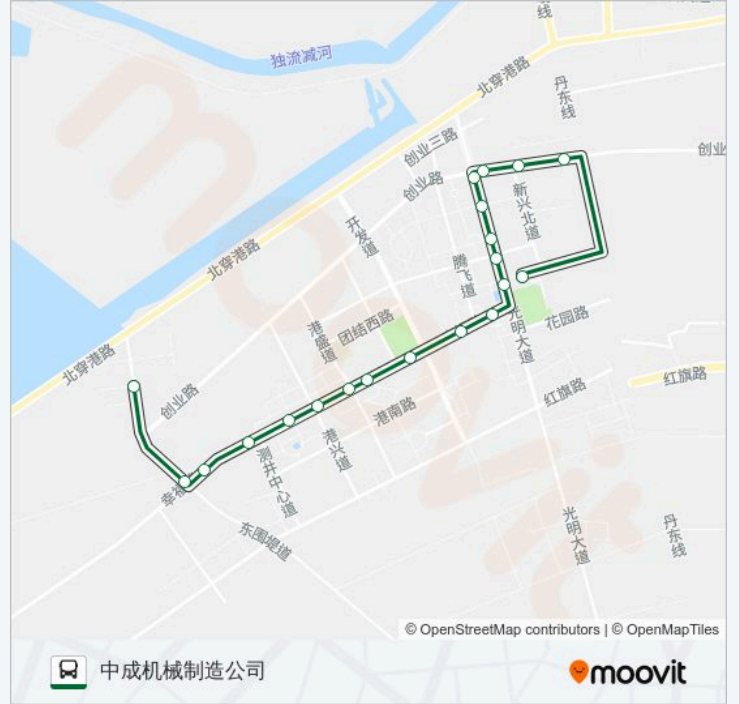 线
独流减河
北穿港路
丹东线
创业三路
创业
创业路
新兴北道
开发道
北穿港路
腾飞道
港盛道
团结西路
光明大道
花园路
北穿港路
红旗路
创业路
红旗路
港南路
港兴道
测井中心道
幸福
东围堤道
光明大道
丹东线
moovit
© OpenStreetMap contributors | © OpenMapTiles
中成机械制造公司
moovit